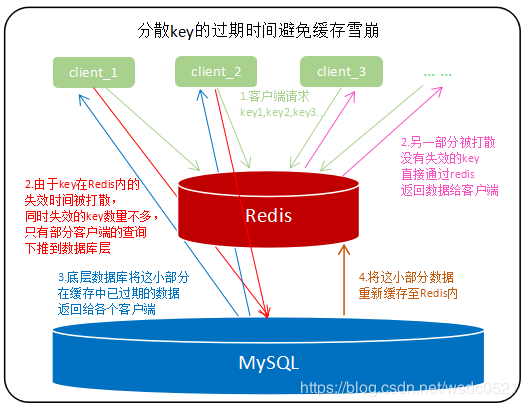 分散key的过期时间避免缓存雪崩
client_1
client_2
client_3
... ...
1.客户端请求
key1,key2,key3...
2.另一部分被打散
没有失效的key
直接通过redis
返回数据给客户端
2.由于key在Redis内的
失效时间被打散，
同时失效的key数量不多，
只有部分客户端的查询
下推到数据库层
Redis
3.底层数据库将这小部分
在缓存中已过期的数据
返回给各个客户端
4.将这小部分数据
重新缓存至Redis内
MySQL
https://blog.csdn.net/wedc0521